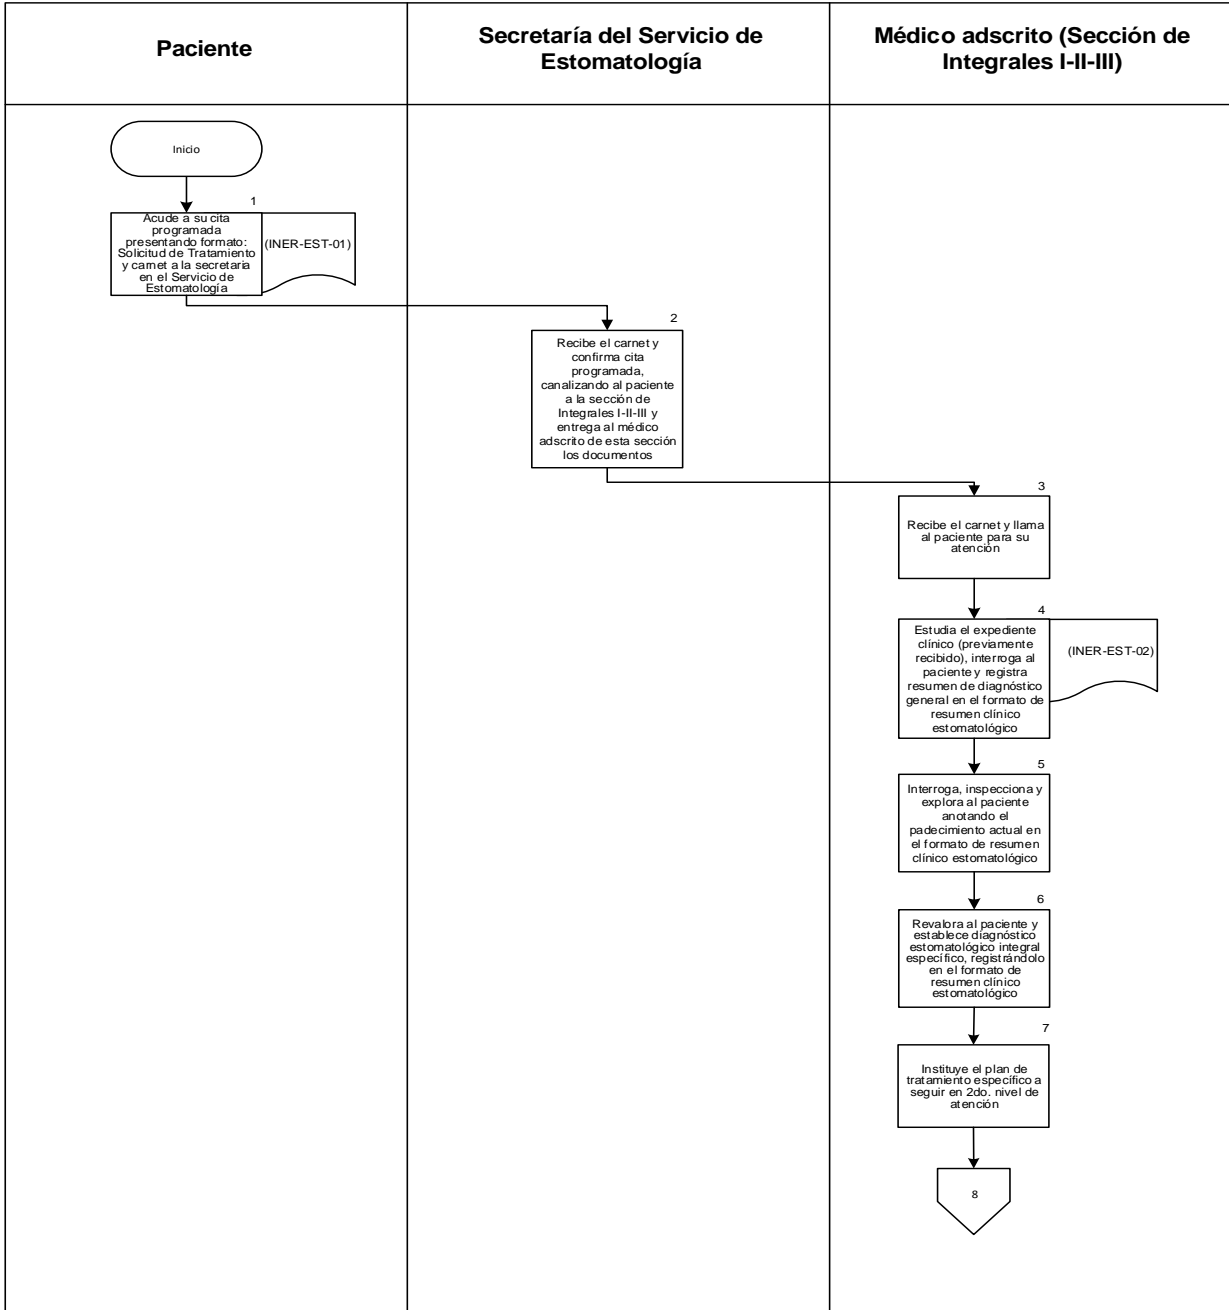 Paciente
Secretaría del Servicio de
Estomatología
Médico adscrito (Sección de
Integrales I-II-III)
Inicio
1
Acude a su cita
programada
presentando formato:
Solicitud de Tratamiento
y carnet a la secretaria
en el Servicio de
Estomatología
(INER-EST-01)
2
Recibe el carnet y
confirma cita
programada,
canalizando al paciente
a la sección de
Integrales I-II-III y
entrega al médico
adscrito de esta sección
los documentos
3
Recibe el carnet y llama
al paciente para su
atención
4
Estudia el expediente
clínico (previamente
recibido), interroga al
paciente y registra
resumen de diagnóstico
general en el formato de
resumen clínico
estomatológico
(INER-EST-02)
5
Interroga, inspecciona y
explora al paciente
anotando el
padecimiento actual en
el formato de resumen
clínico estomatológico
6
Revalora al paciente y
establece diagnóstico
estomatológico integral
específico, registrándolo
en el formato de
resumen clínico
estomatológico
7
Instituye el plan de
tratamiento específico a
seguir en 2do. nivel de
atención
8